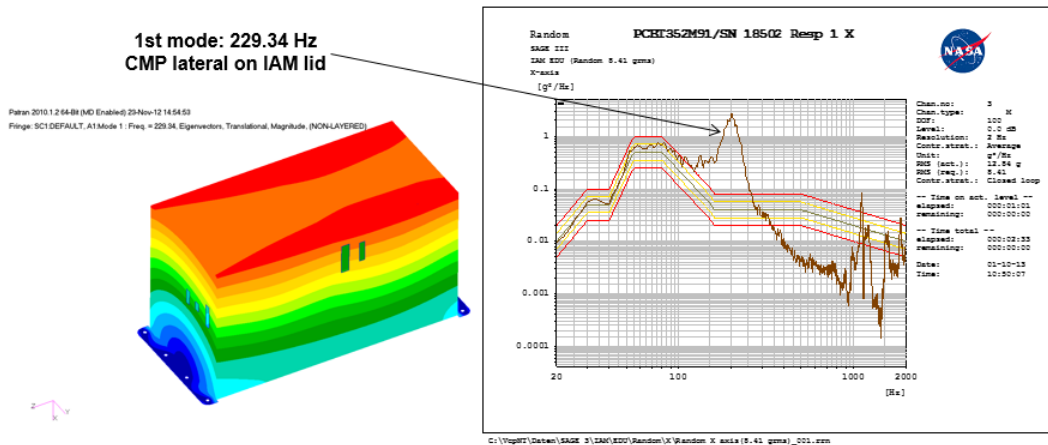 1st mode: 229.34 Hz
CMP lateral on IAM lid
Patran 2010.1.2 64-Bit (MD Enabled) 29-Nov-12 14:54:53
Fringe: SC1:DEFAULT, A1:Mode 1 : Freq. = 229.34, Eigenvectors, Translational, Magnitude, (NON-LAYERED)
Z X Y
Random
PCBT352M91/SN 18502 Resp 1 X
SAGE III
IAM EDU (Random 8.41 grms)
X-axis
[g²/Hz]
NASA
1
0.1
0.01
0.001
0.0001
20
100
1000
2000
[Hz]
Chan.no: 3
Chan.type: M
DOF: 100
Level: 0.0 dB
Resolution: 2 Hz
Contr.strat.: Average
Unit: g²/Hz
RMS (act.): 12.84 g
RMS (req.): 8.41
Contr.strat.: Closed loop
-- Time on act. level --
elapsed: 000:01:01
remaining: 000:00:00
-- Time total --
elapsed: 000:02:33
remaining: 000:00:00
Date: 01-10-13
Time: 10:50:07
C:\VcpNT\Daten\SAGE 3\IAM\EDU\Random\X\Random X axis(8.41 grms)_001.rrn